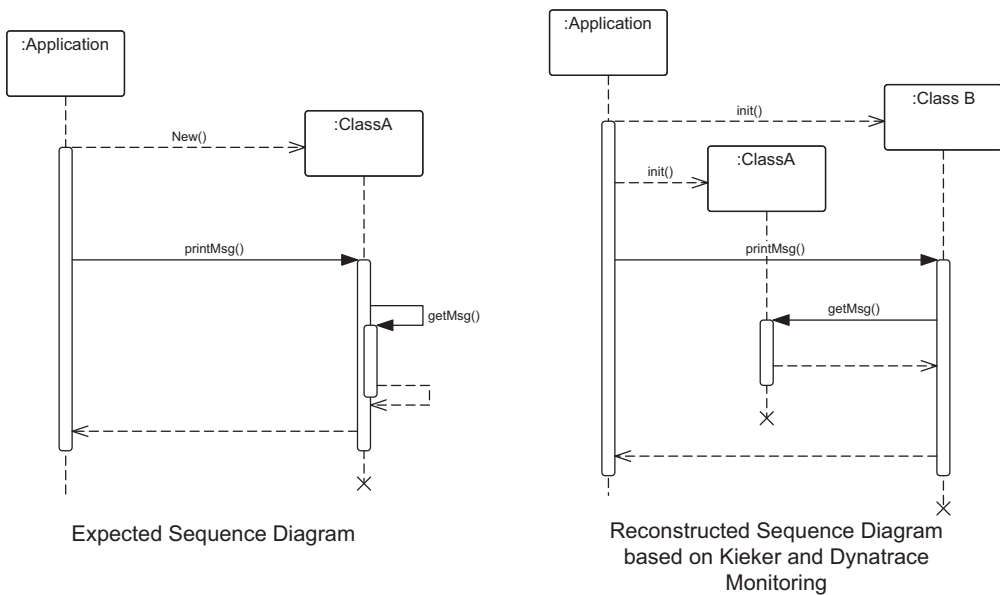 :Application
:ClassA
New()
printMsg()
getMsg()
Expected Sequence Diagram
:Application
:Class B
init()
:ClassA
init()
printMsg()
getMsg()
Reconstructed Sequence Diagram
based on Kieker and Dynatrace
Monitoring